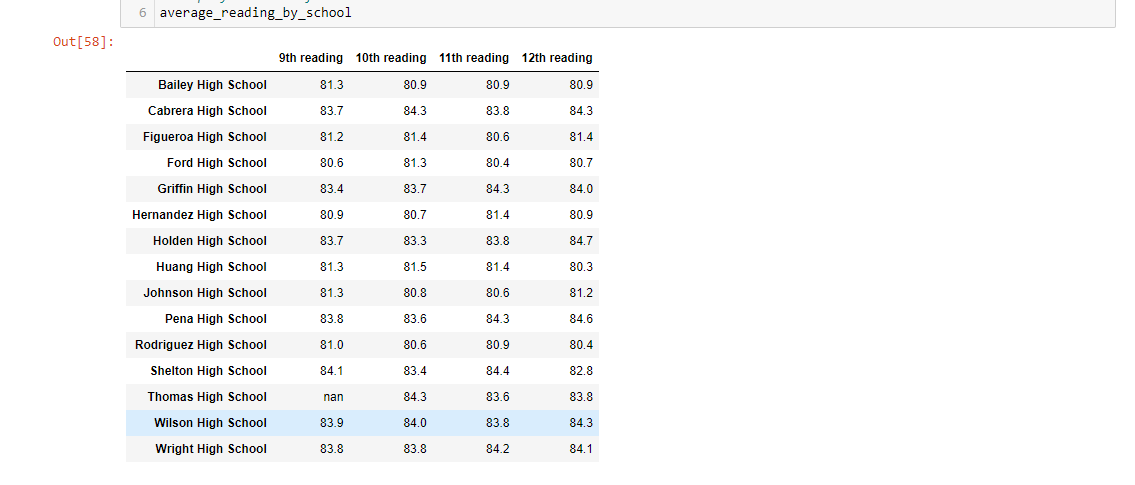 6 average_reading_by_school
Out[58]:
9th reading 10th reading 11th reading 12th reading
Bailey High School 81.3 80.9 80.9 80.9
Cabrera High School 83.7 84.3 83.8 84.3
Figueroa High School 81.2 81.4 80.6 81.4
Ford High School 80.6 81.3 80.4 80.7
Griffin High School 83.4 83.7 84.3 84.0
Hernandez High School 80.9 80.7 81.4 80.9
Holden High School 83.7 83.3 83.8 84.7
Huang High School 81.3 81.5 81.4 80.3
Johnson High School 81.3 80.8 80.6 81.2
Pena High School 83.8 83.6 84.3 84.6
Rodriguez High School 81.0 80.6 80.9 80.4
Shelton High School 84.1 83.4 84.4 82.8
Thomas High School nan 84.3 83.6 83.8
Wilson High School 83.9 84.0 83.8 84.3
Wright High School 83.8 83.8 84.2 84.1